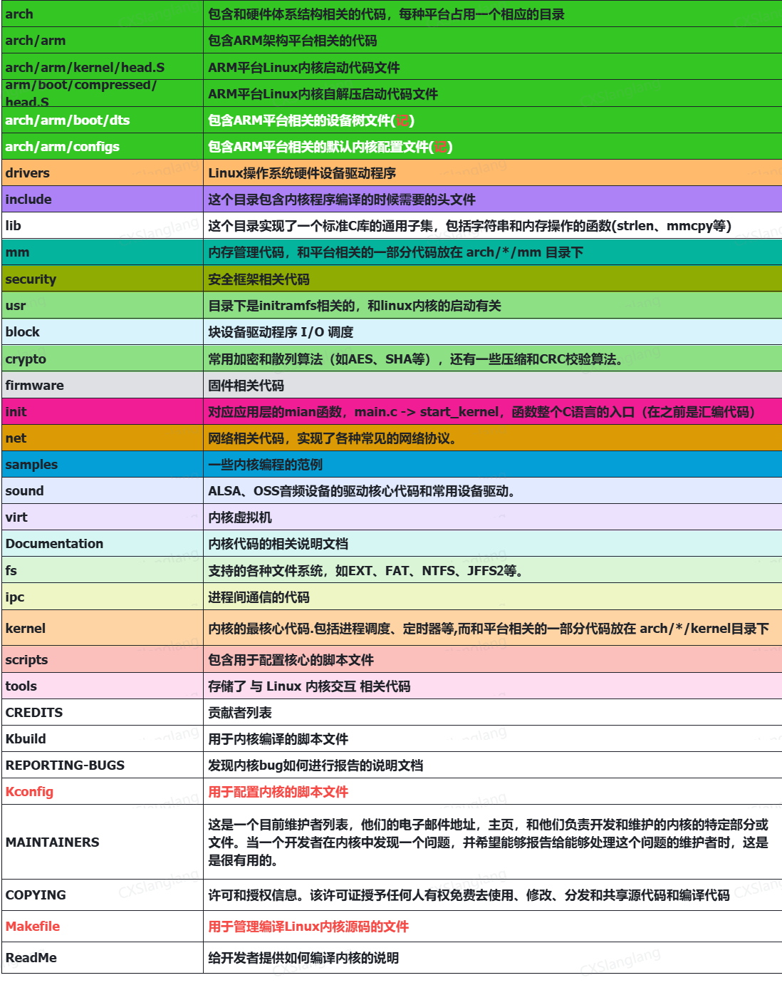 arch 包含和硬件体系结构相关的代码，每种平台占用一个相应的目录
arch/arm 包含ARM架构平台相关的代码
arch/arm/kernel/head.S ARM平台Linux内核启动代码文件
arm/boot/compressed/
head.S ARM平台Linux内核自解压启动代码文件
arch/arm/boot/dts 包含ARM平台相关的设备树文件(记)
arch/arm/configs 包含ARM平台相关的默认内核配置文件(记)
drivers Linux操作系统硬件设备驱动程序
include 这个目录包含内核程序编译的时候需要的头文件
lib 这个目录实现了一个标准C库的通用子集，包括字符串和内存操作的函数(strlen、mmcpy等)
mm 内存管理代码，和平台相关的一部分代码放在 arch/*/mm 目录下
security 安全框架相关代码
usr 目录下是initramfs相关的，和linux内核的启动有关
block 块设备驱动程序 I/O 调度
crypto 常用加密和散列算法（如AES、SHA等），还有一些压缩和CRC校验算法。
firmware 固件相关代码
init 对应应用层的mian函数，main.c -> start_kernel，函数整个C语言的入口（在之前是汇编代码）
net 网络相关代码，实现了各种常见的网络协议。
samples 一些内核编程的范例
sound ALSA、OSS音频设备的驱动核心代码和常用设备驱动。
virt 内核虚拟机
Documentation 内核代码的相关说明文档
fs 支持的各种文件系统，如EXT、FAT、NTFS、JFFS2等。
ipc 进程间通信的代码
kernel 内核的最核心代码.包括进程调度、定时器等,而和平台相关的一部分代码放在 arch/*/kernel目录下
scripts 包含用于配置核心的脚本文件
tools 存储了 与 Linux 内核交互 相关代码
CREDITS 贡献者列表
Kbuild 用于内核编译的脚本文件
REPORTING-BUGS 发现内核bug如何进行报告的说明文档
Kconfig 用于配置内核的脚本文件
MAINTAINERS 这是一个目前维护者列表，他们的电子邮件地址，主页，和他们负责开发和维护的内核的特定部分或
文件。当一个开发者在内核中发现一个问题，并希望能够报告给能够处理这个问题的维护者时，这是
是很有用的。
COPYING 许可和授权信息。该许可证授予任何人有权免费去使用、修改、分发和共享源代码和编译代码
Makefile 用于管理编译Linux内核源码的文件
ReadMe 给开发者提供如何编译内核的说明
CXSlanglang